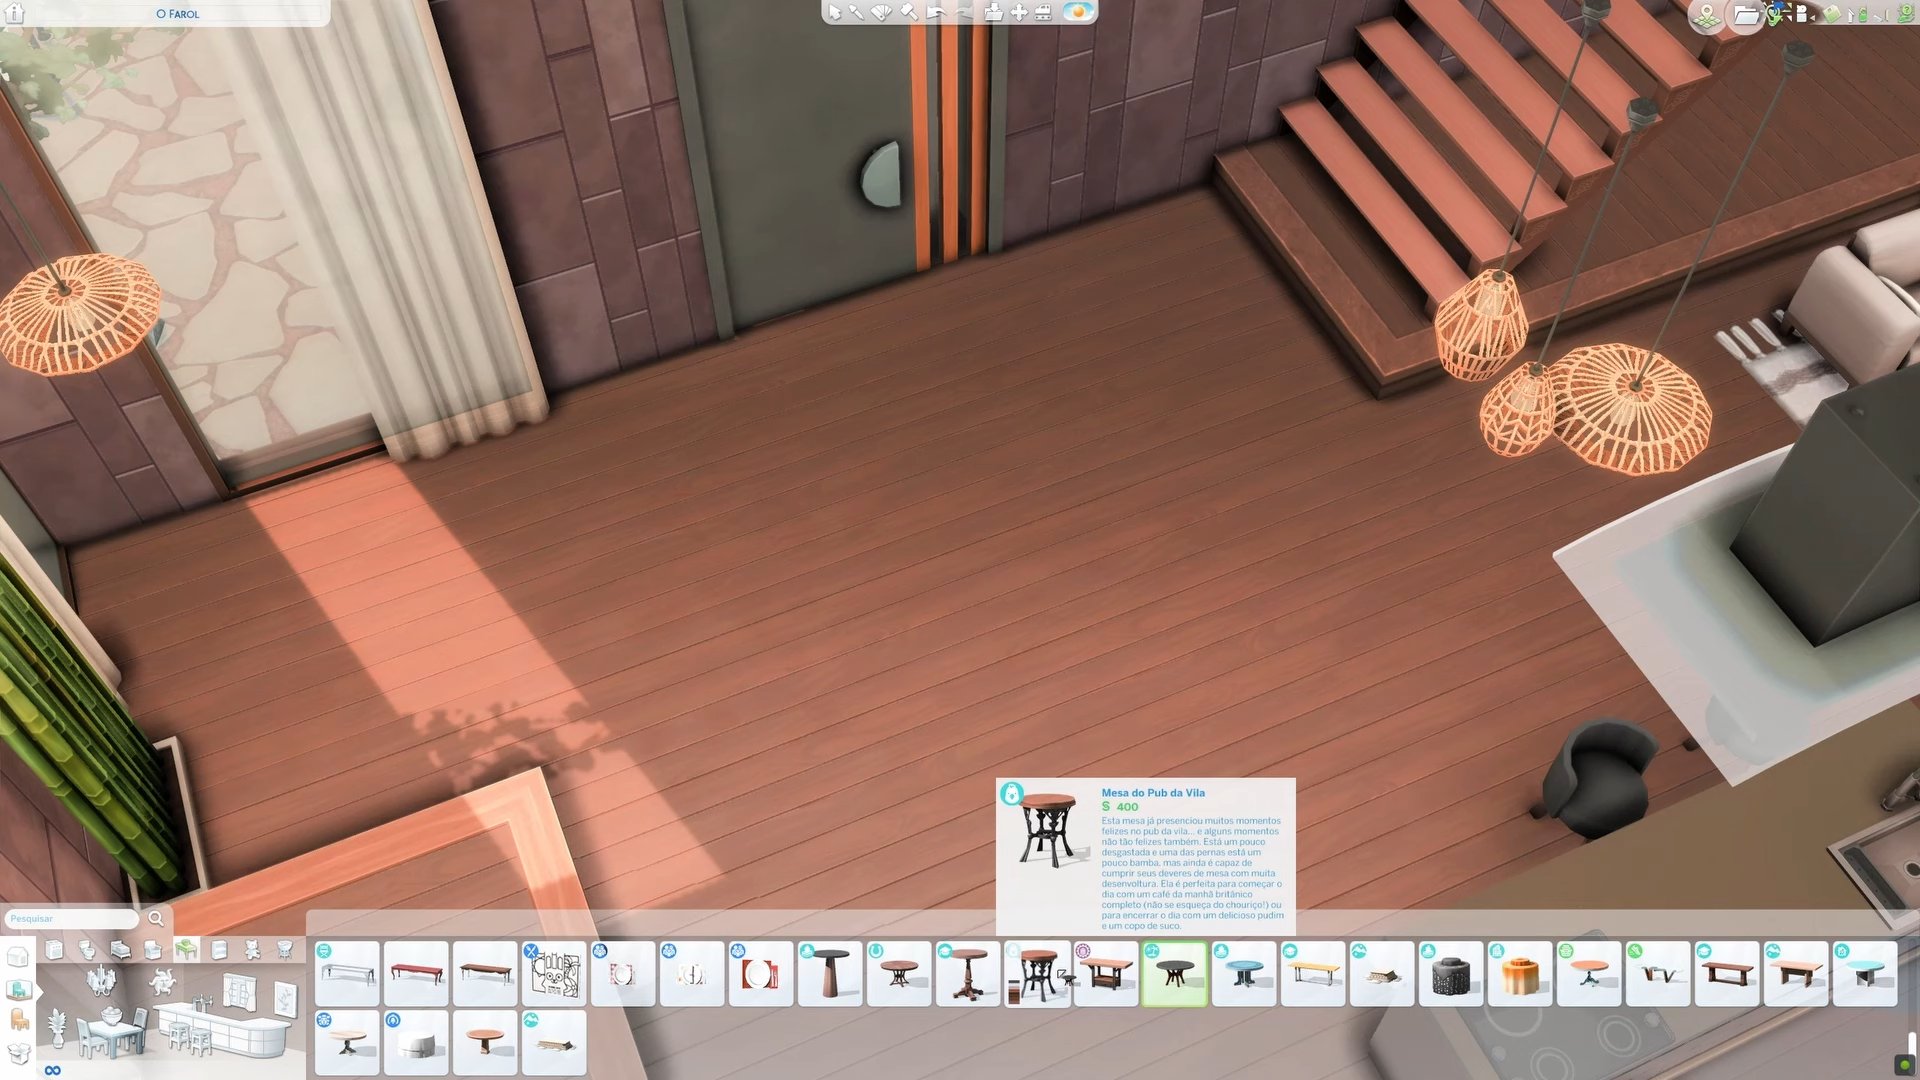 O Farol
Mesa do Pub da Vila
$ 400
Esta mesa já presenciou muitos momentos
felizes no pub da vila... e alguns momentos
não tão felizes também. Está um pouco
desgastada e uma das pernas está um
pouco bamba, mas ainda é capaz de
cumprir seus deveres de mesa com muita
desenvoltura. Ela é perfeita para começar o
dia com um café da manhã britânico
completo (não se esqueça do chouriço!) ou
para encerrar o dia com um delicioso pudim
e um copo de suco.
Pesquisar